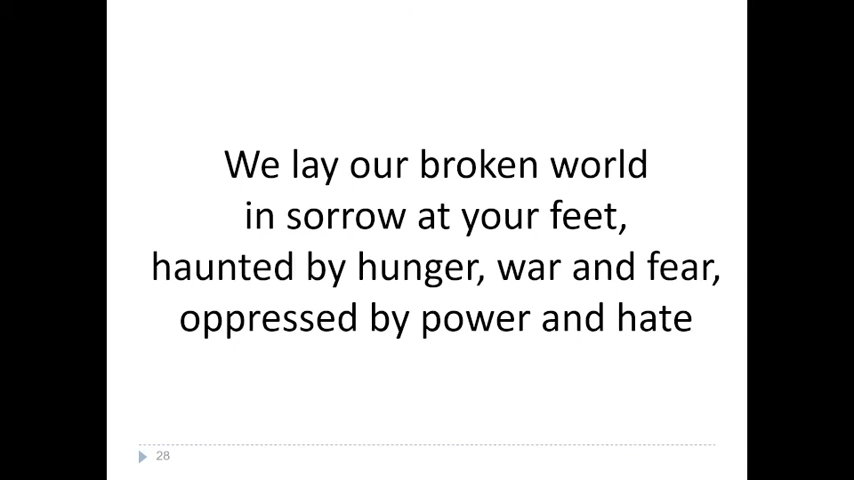 We lay our broken world
in sorrow at your feet,
haunted by hunger, war and fear,
oppressed by power and hate
28